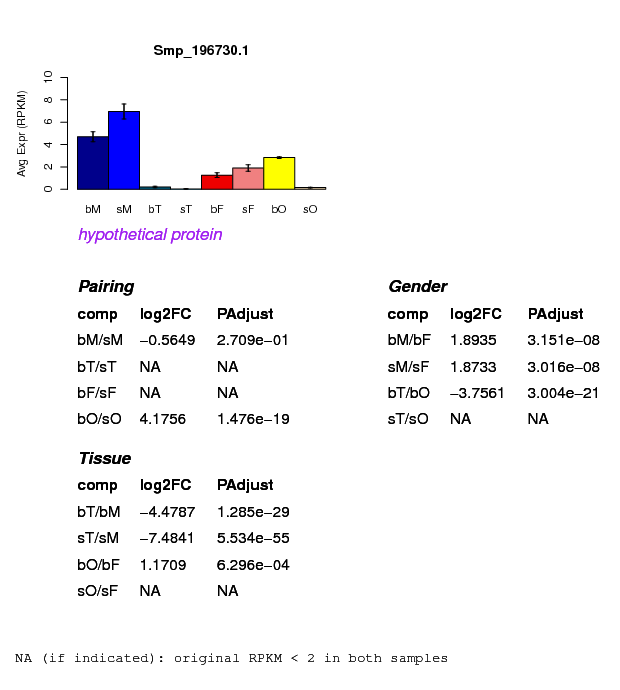 Smp_196730.1
Avg Expr (RPKM)
0 2 4 6 8 10
bM sM bT sT bF sF bO sO
hypothetical protein
Pairing
comp log2FC PAdjust
bM/sM −0.5649 2.709e−01
bT/sT NA NA
bF/sF NA NA
bO/sO 4.1756 1.476e−19
Gender
comp log2FC PAdjust
bM/bF 1.8935 3.151e−08
sM/sF 1.8733 3.016e−08
bT/bO −3.7561 3.004e−21
sT/sO NA NA
Tissue
comp log2FC PAdjust
bT/bM −4.4787 1.285e−29
sT/sM −7.4841 5.534e−55
bO/bF 1.1709 6.296e−04
sO/sF NA NA
NA (if indicated): original RPKM < 2 in both samples